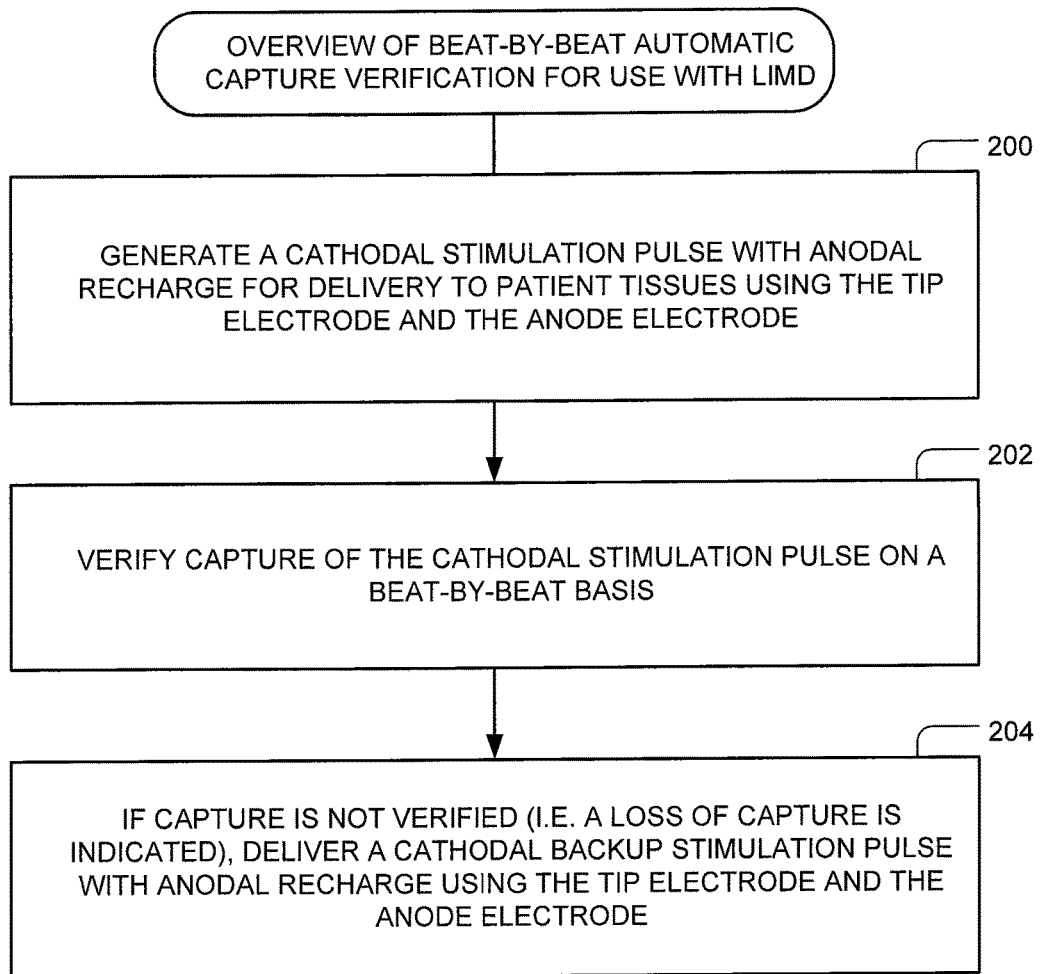 OVERVIEW OF BEAT-BY-BEAT AUTOMATIC
CAPTURE VERIFICATION FOR USE WITH LIMD
200
GENERATE A CATHODAL STIMULATION PULSE WITH ANODAL
RECHARGE FOR DELIVERY TO PATIENT TISSUES USING THE TIP
ELECTRODE AND THE ANODE ELECTRODE
202
VERIFY CAPTURE OF THE CATHODAL STIMULATION PULSE ON A
BEAT-BY-BEAT BASIS
204
IF CAPTURE IS NOT VERIFIED (I.E. A LOSS OF CAPTURE IS
INDICATED), DELIVER A CATHODAL BACKUP STIMULATION PULSE
WITH ANODAL RECHARGE USING THE TIP ELECTRODE AND THE
ANODE ELECTRODE